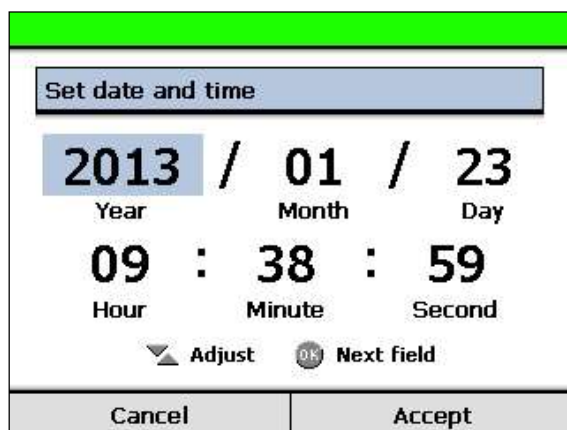 Set date and time
2013 / 01 / 23
Year Month Day
09 : 38 : 59
Hour Minute Second
Adjust OK Next field
Cancel Accept